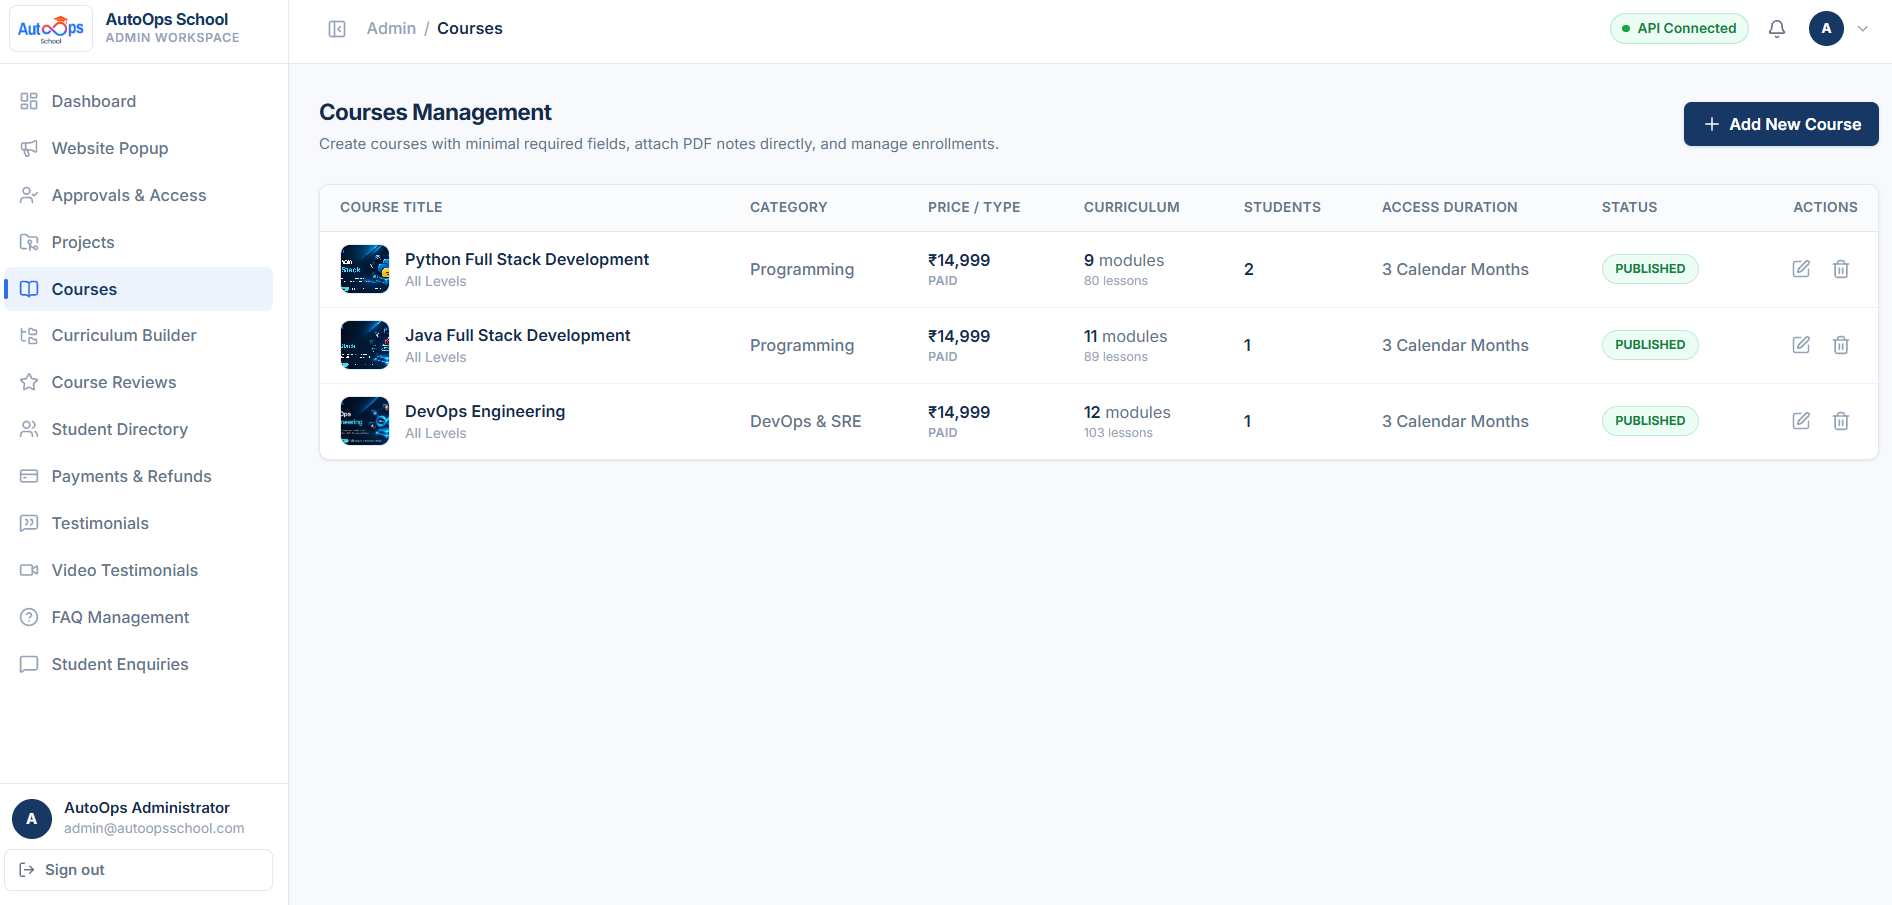 AutoOps
School
AutoOps School
ADMIN WORKSPACE
Admin / Courses
API Connected
A
Dashboard
Website Popup
Approvals & Access
Projects
Courses
Curriculum Builder
Course Reviews
Student Directory
Payments & Refunds
Testimonials
Video Testimonials
FAQ Management
Student Enquiries
A
AutoOps Administrator
admin@autoopsschool.com
Sign out
Courses Management
Create courses with minimal required fields, attach PDF notes directly, and manage enrollments.
+ Add New Course
COURSE TITLE CATEGORY PRICE / TYPE CURRICULUM STUDENTS ACCESS DURATION STATUS ACTIONS
Python Full Stack Development Programming ₹14,999 9 modules 2 3 Calendar Months PUBLISHED
All Levels PAID 80 lessons
Java Full Stack Development Programming ₹14,999 11 modules 1 3 Calendar Months PUBLISHED
All Levels PAID 89 lessons
DevOps Engineering DevOps & SRE ₹14,999 12 modules 1 3 Calendar Months PUBLISHED
All Levels PAID 103 lessons